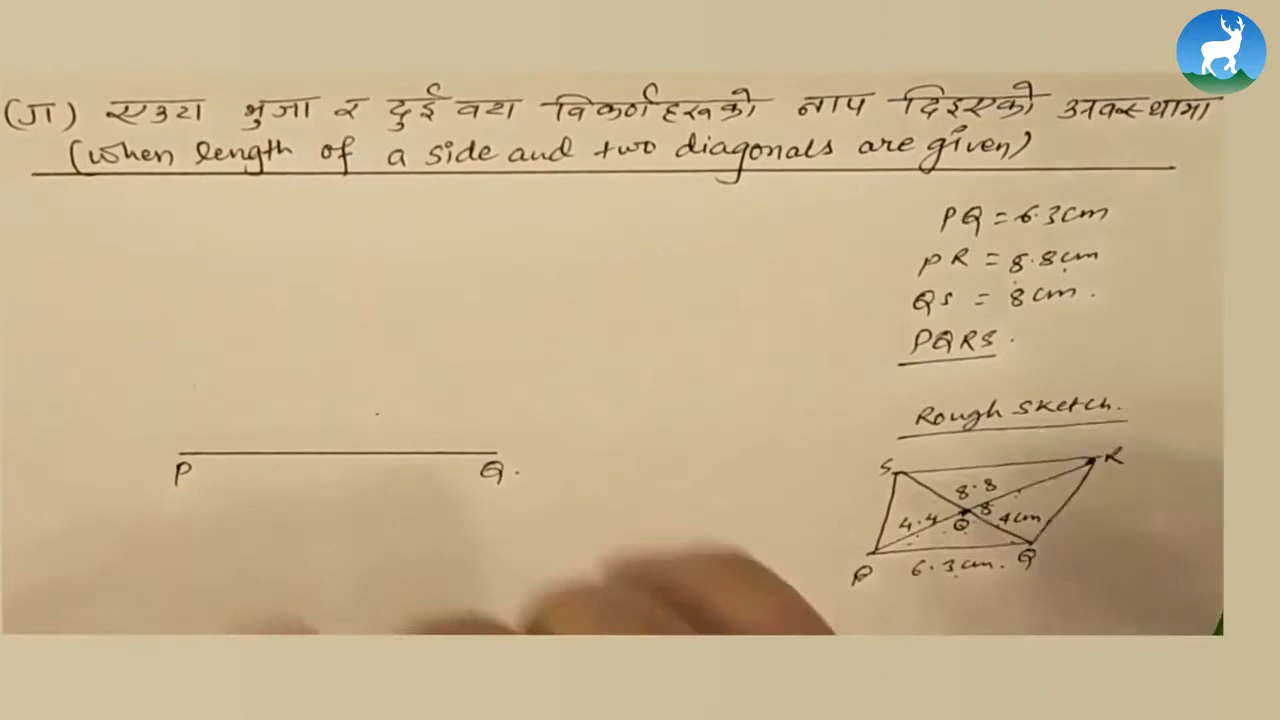 (ग) एउटा भुजा र दुई वटा विकर्णहरूको नाप दिइएको अवस्थामा
(when length of a side and two diagonals are given)
PQ = 6.3cm
PR = 8.8cm
QS = 8cm.
PQRS.
Rough sketch.
P Q.
S R
8.8
4.4 O 8 4cm
P 6.3cm. Q